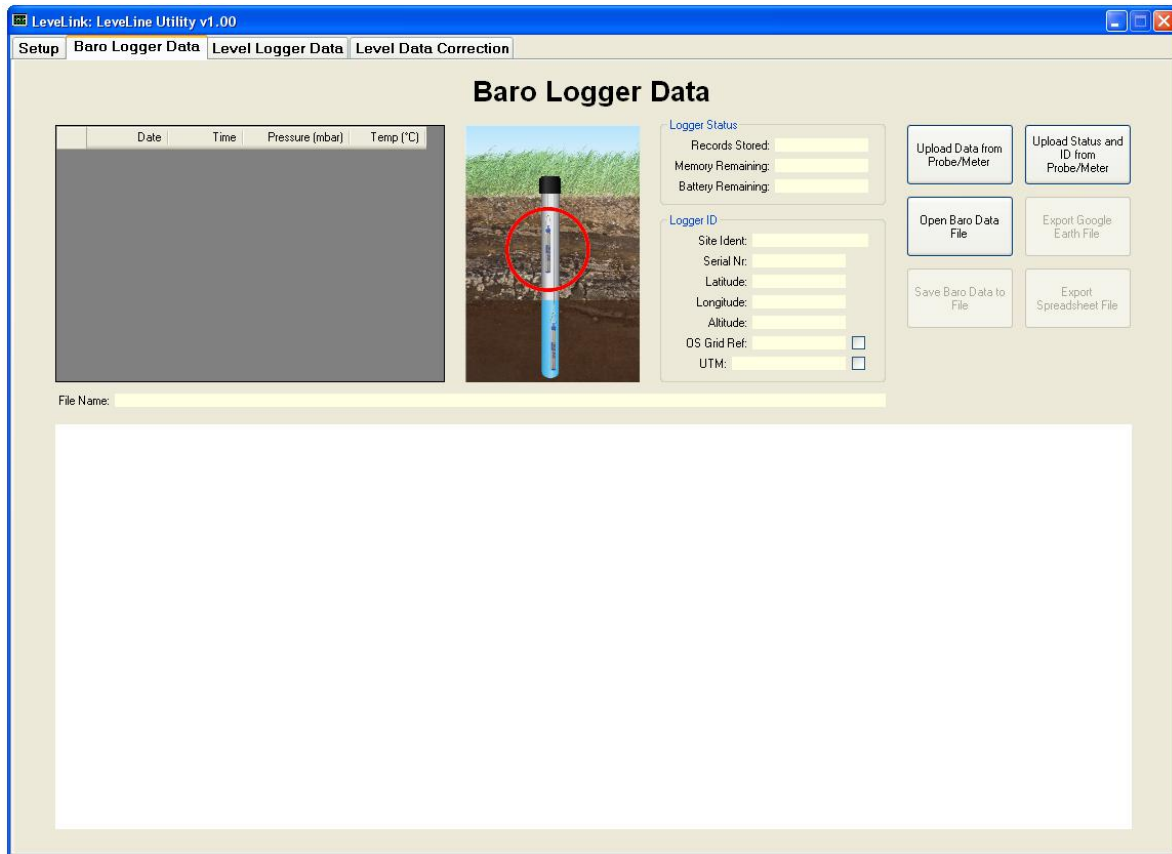 LeveLink: LeveLine Utility v1.00
Setup Baro Logger Data Level Logger Data Level Data Correction
Baro Logger Data
Date Time Pressure (mbar) Temp (°C)
Logger Status
Records Stored:
Memory Remaining:
Battery Remaining:
Logger ID
Site Ident:
Serial Nr:
Latitude:
Longitude:
Altitude:
OS Grid Ref:
UTM:
Upload Data from
Probe/Meter
Upload Status and
ID from
Probe/Meter
Open Baro Data
File
Export Google
Earth File
Save Baro Data to
File
Export
Spreadsheet File
File Name: